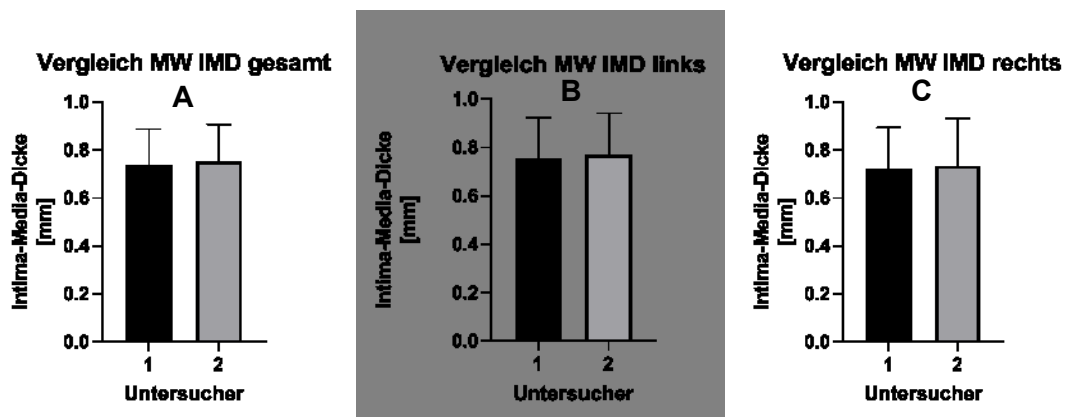 Vergleich MW IMD gesamt
A
Intima-Media-Dicke
[mm]
1.0
0.8
0.6
0.4
0.2
0.0
1 2
Untersucher
Vergleich MW IMD links
B
Intima-Media-Dicke
[mm]
1.0
0.8
0.6
0.4
0.2
0.0
1 2
Untersucher
Vergleich MW IMD rechts
C
Intima-Media-Dicke
[mm]
1.0
0.8
0.6
0.4
0.2
0.0
1 2
Untersucher